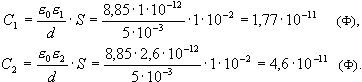 C₁ = ε₀ε₁/d · S = 8,85·1·10⁻¹²/5·10⁻³ · 1·10⁻² = 1,77·10⁻¹¹ (Ф),
C₂ = ε₀ε₂/d · S = 8,85·2,6·10⁻¹²/5·10⁻³ · 1·10⁻² = 4,6·10⁻¹¹ (Ф).